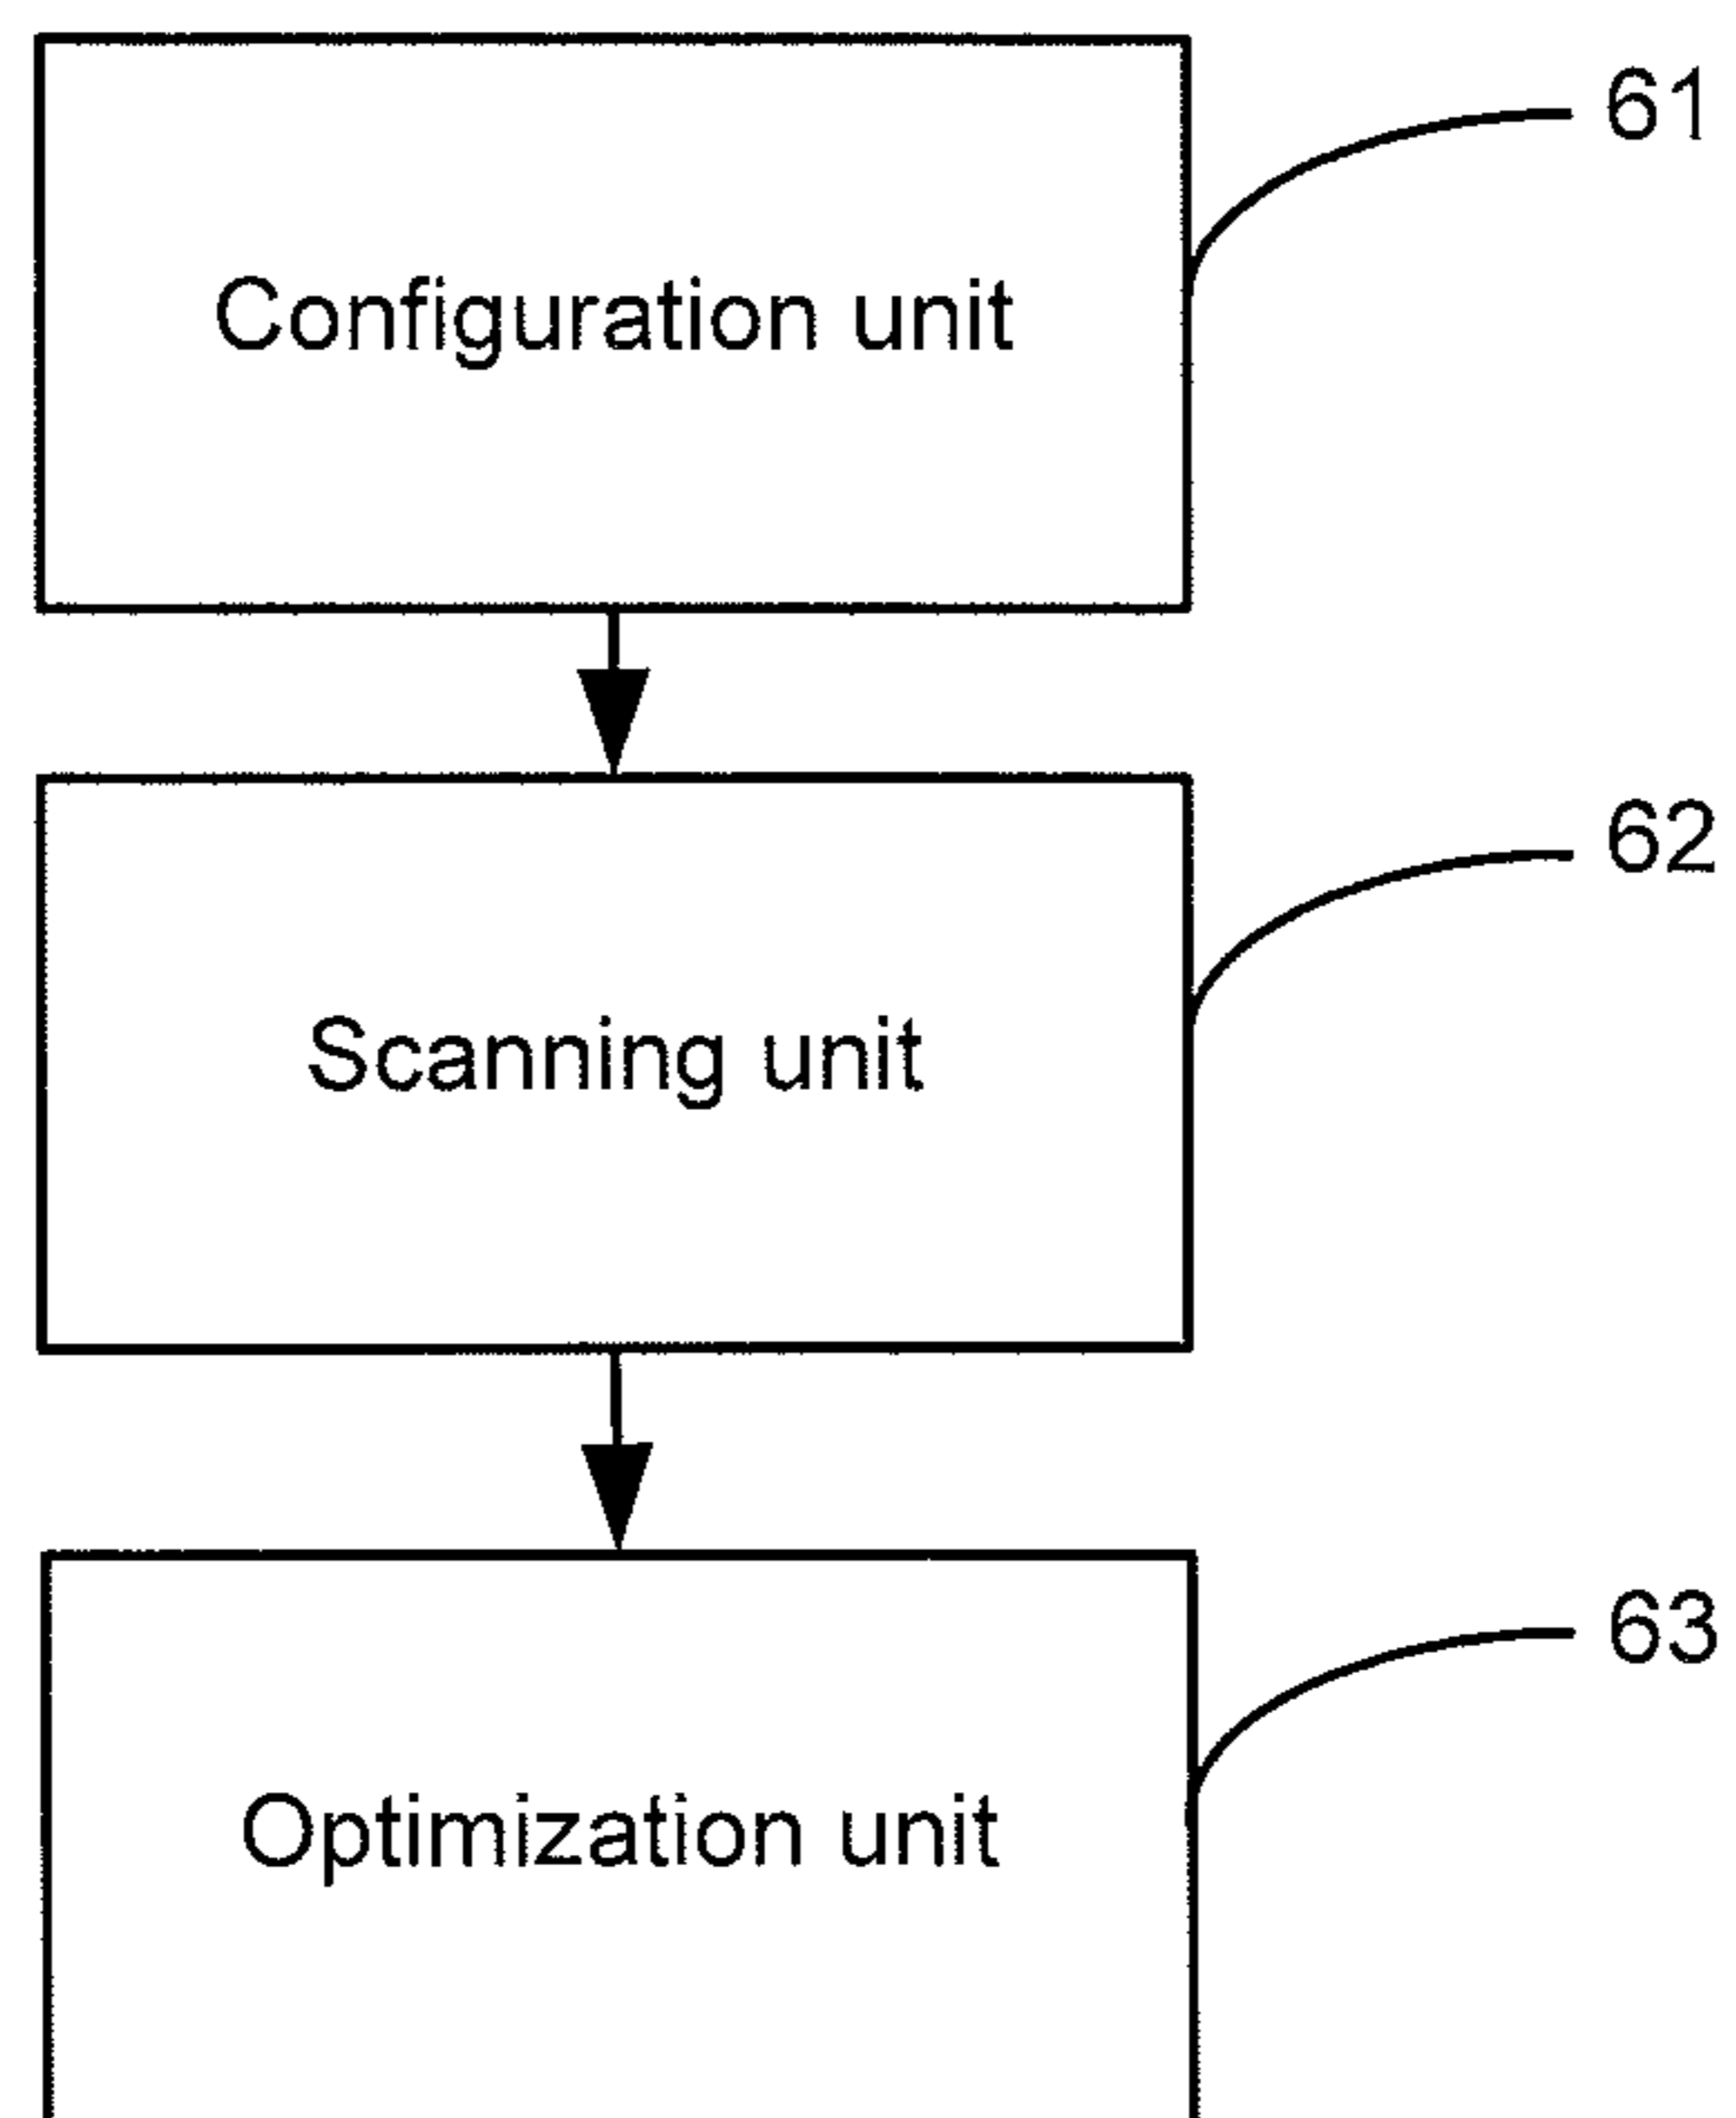 61
Configuration unit
62
Scanning unit
63
Optimization unit